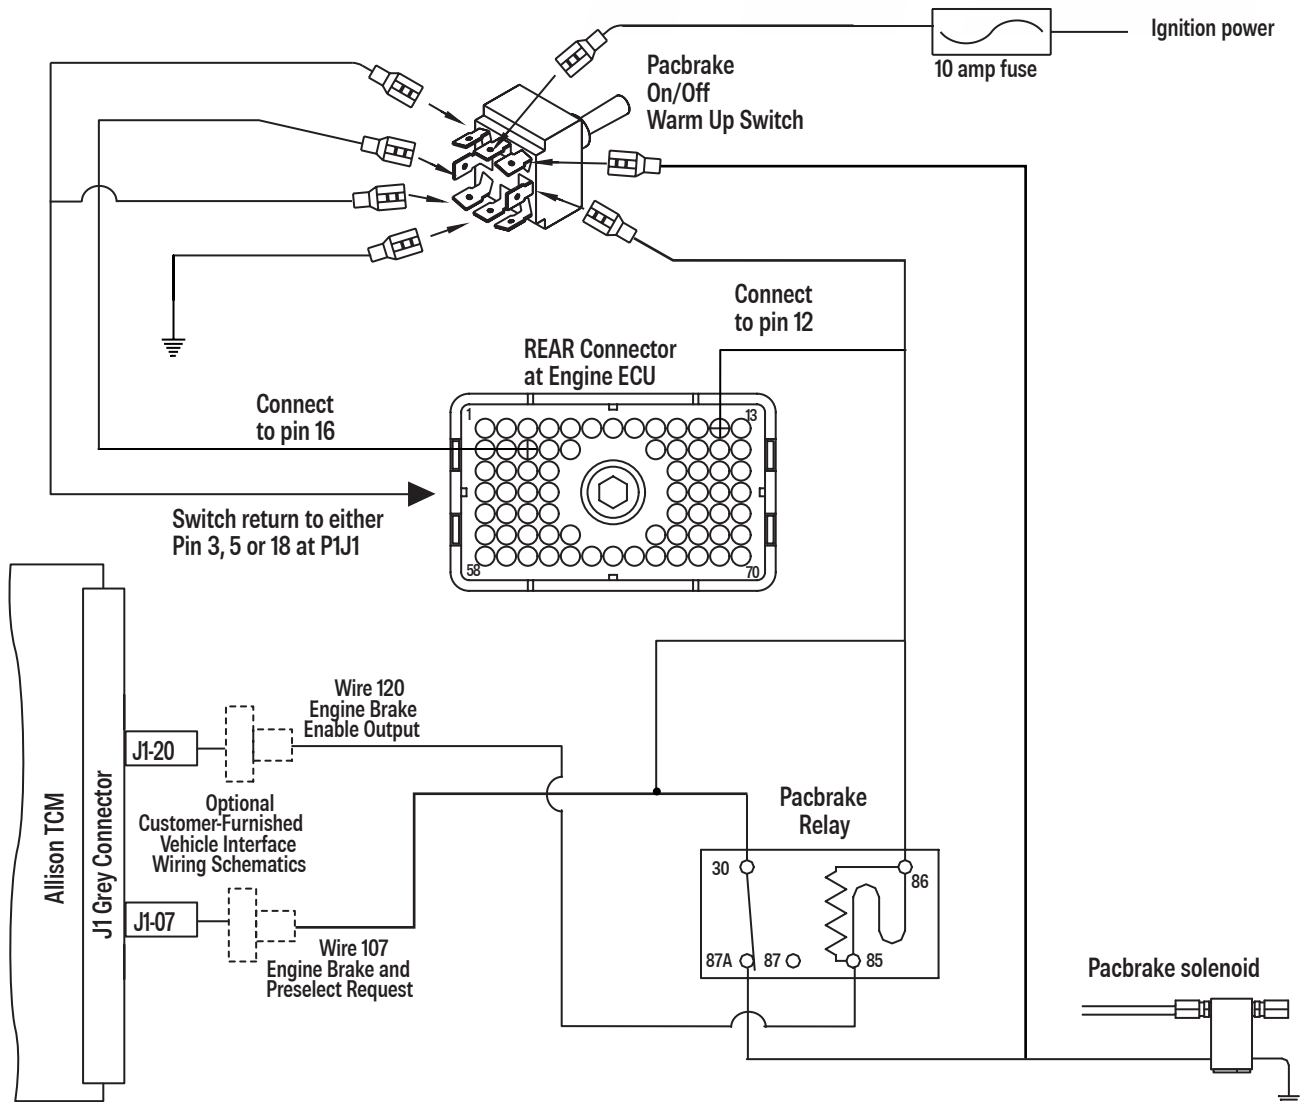 Ignition power
10 amp fuse
Pacbrake
On/Off
Warm Up Switch
Connect
to pin 12
REAR Connector
at Engine ECU
Connect
to pin 16
1
13
58
70
Switch return to either
Pin 3, 5 or 18 at P1J1
Allison TCM
J1 Grey Connector
J1-20
Wire 120
Engine Brake
Enable Output
Optional
Customer-Furnished
Vehicle Interface
Wiring Schematics
J1-07
Wire 107
Engine Brake and
Preselect Request
Pacbrake
Relay
30
86
87A
87
85
Pacbrake solenoid